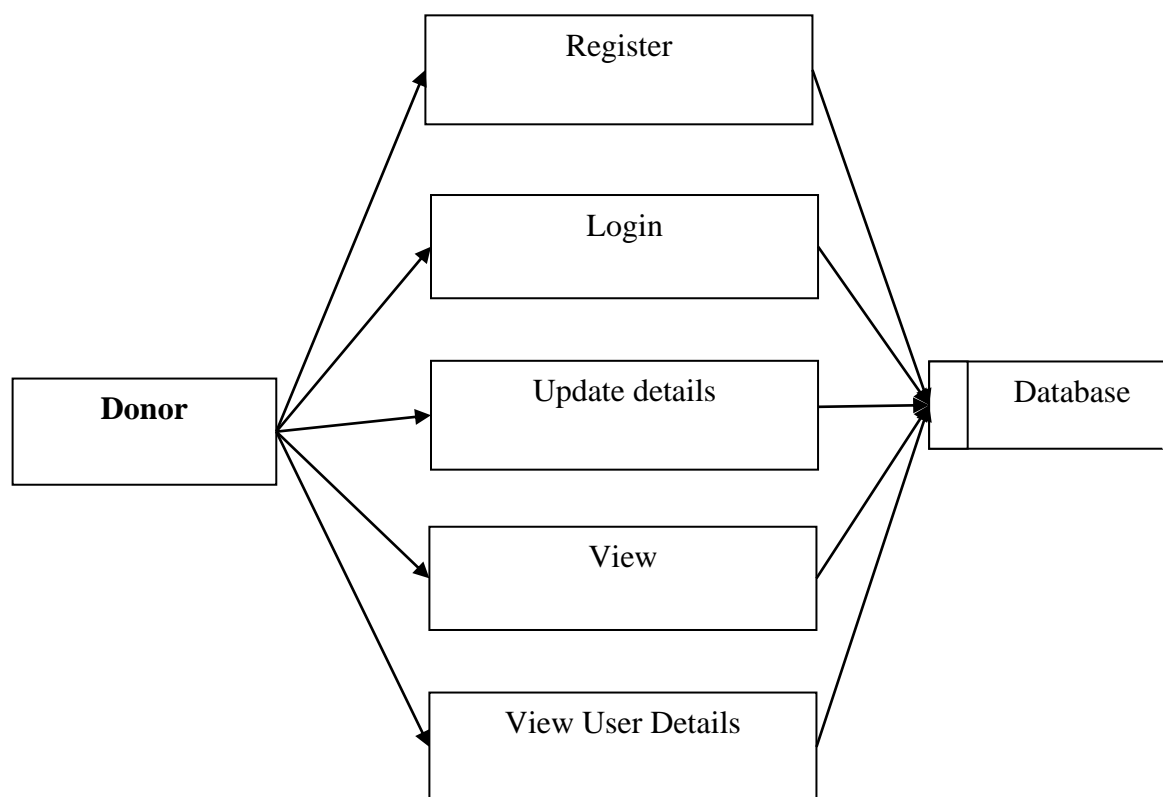 Register
Login
Donor
Update details
Database
View
View User Details